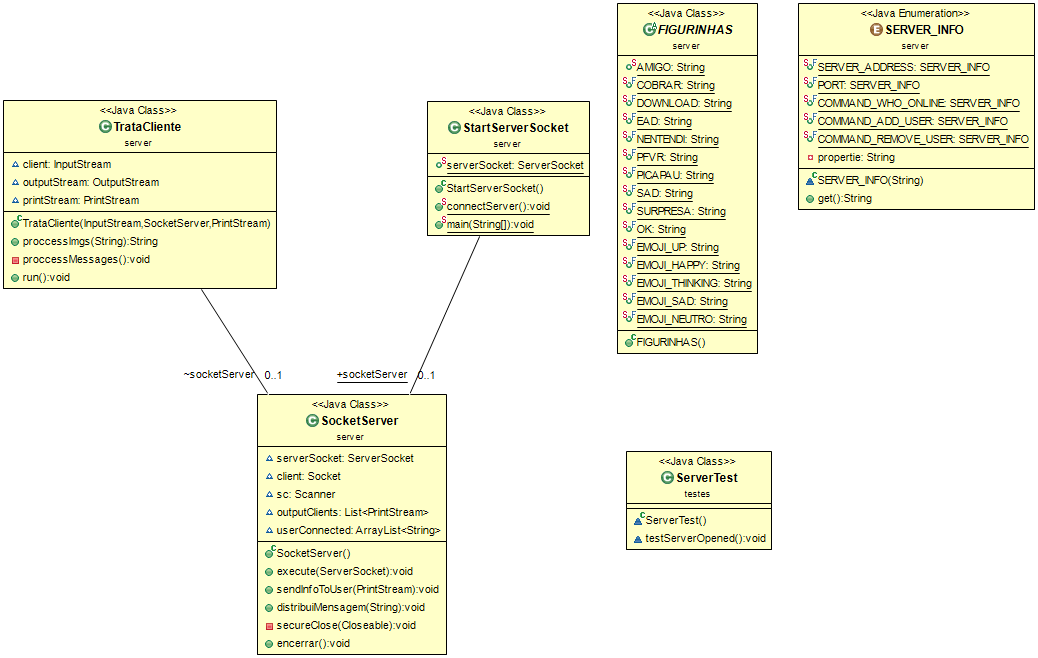 <<Java Class>>
TrataCliente
server
client: InputStream
outputStream: OutputStream
printStream: PrintStream
TrataCliente(InputStream,SocketServer,PrintStream)
proccessImgs(String):String
proccessMessages():void
run():void
<<Java Class>>
StartServerSocket
server
serverSocket: ServerSocket
StartServerSocket()
connectServer():void
main(String[]):void
<<Java Class>>
FIGURINHAS
server
AMIGO: String
COBRAR: String
DOWNLOAD: String
EAD: String
NENTENDI: String
PFVR: String
PICAPAU: String
SAD: String
SURPRESA: String
OK: String
EMOJI_UP: String
EMOJI_HAPPY: String
EMOJI_THINKING: String
EMOJI_SAD: String
EMOJI_NEUTRO: String
FIGURINHAS()
<<Java Enumeration>>
SERVER_INFO
server
SERVER_ADDRESS: SERVER_INFO
PORT: SERVER_INFO
COMMAND_WHO_ONLINE: SERVER_INFO
COMMAND_ADD_USER: SERVER_INFO
COMMAND_REMOVE_USER: SERVER_INFO
propertie: String
SERVER_INFO(String)
get():String
~socketServer 0..1
+socketServer 0..1
<<Java Class>>
SocketServer
server
serverSocket: ServerSocket
client: Socket
sc: Scanner
outputClients: List<PrintStream>
userConnected: ArrayList<String>
SocketServer()
execute(ServerSocket):void
sendInfoToUser(PrintStream):void
distribuiMensagem(String):void
secureClose(Closeable):void
encerrar():void
<<Java Class>>
ServerTest
testes
ServerTest()
testServerOpened():void